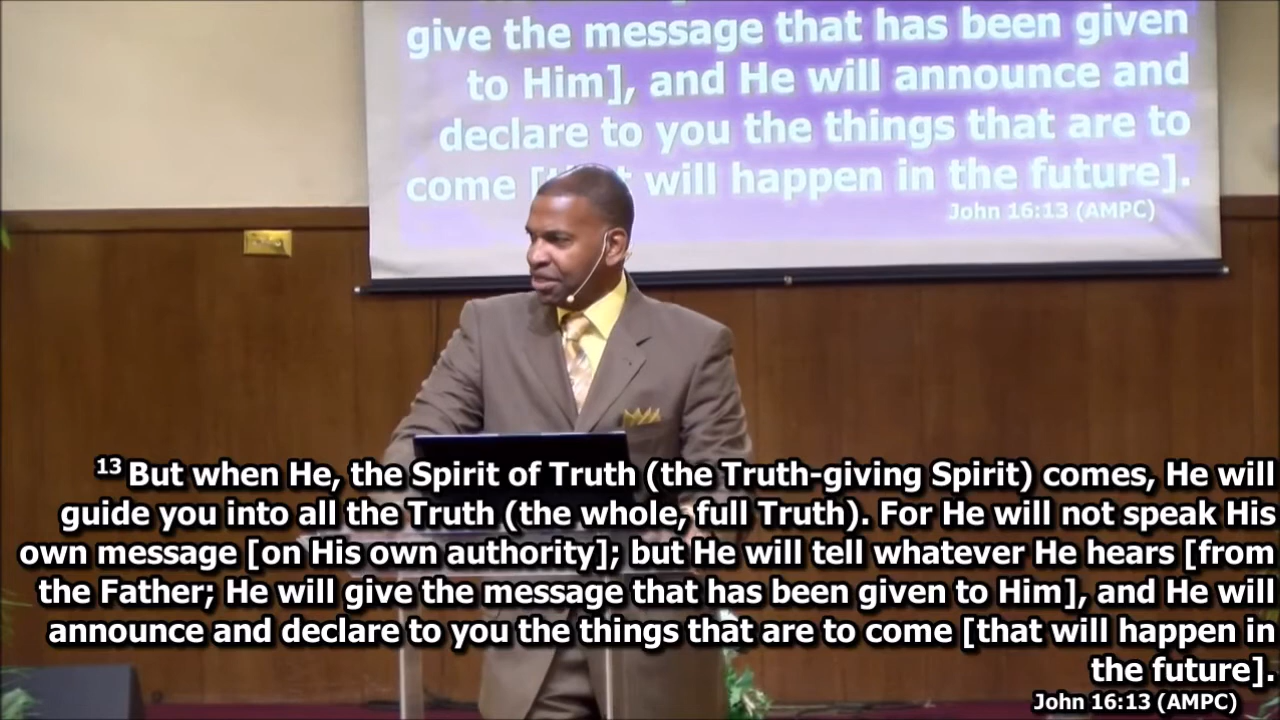 give the message that has been given
to Him], and He will announce and
declare to you the things that are to
come [that will happen in the future].
John 16:13 (AMPC)
13 But when He, the Spirit of Truth (the Truth-giving Spirit) comes, He will
guide you into all the Truth (the whole, full Truth). For He will not speak His
own message [on His own authority]; but He will tell whatever He hears [from
the Father; He will give the message that has been given to Him], and He will
announce and declare to you the things that are to come [that will happen in
the future].
John 16:13 (AMPC)